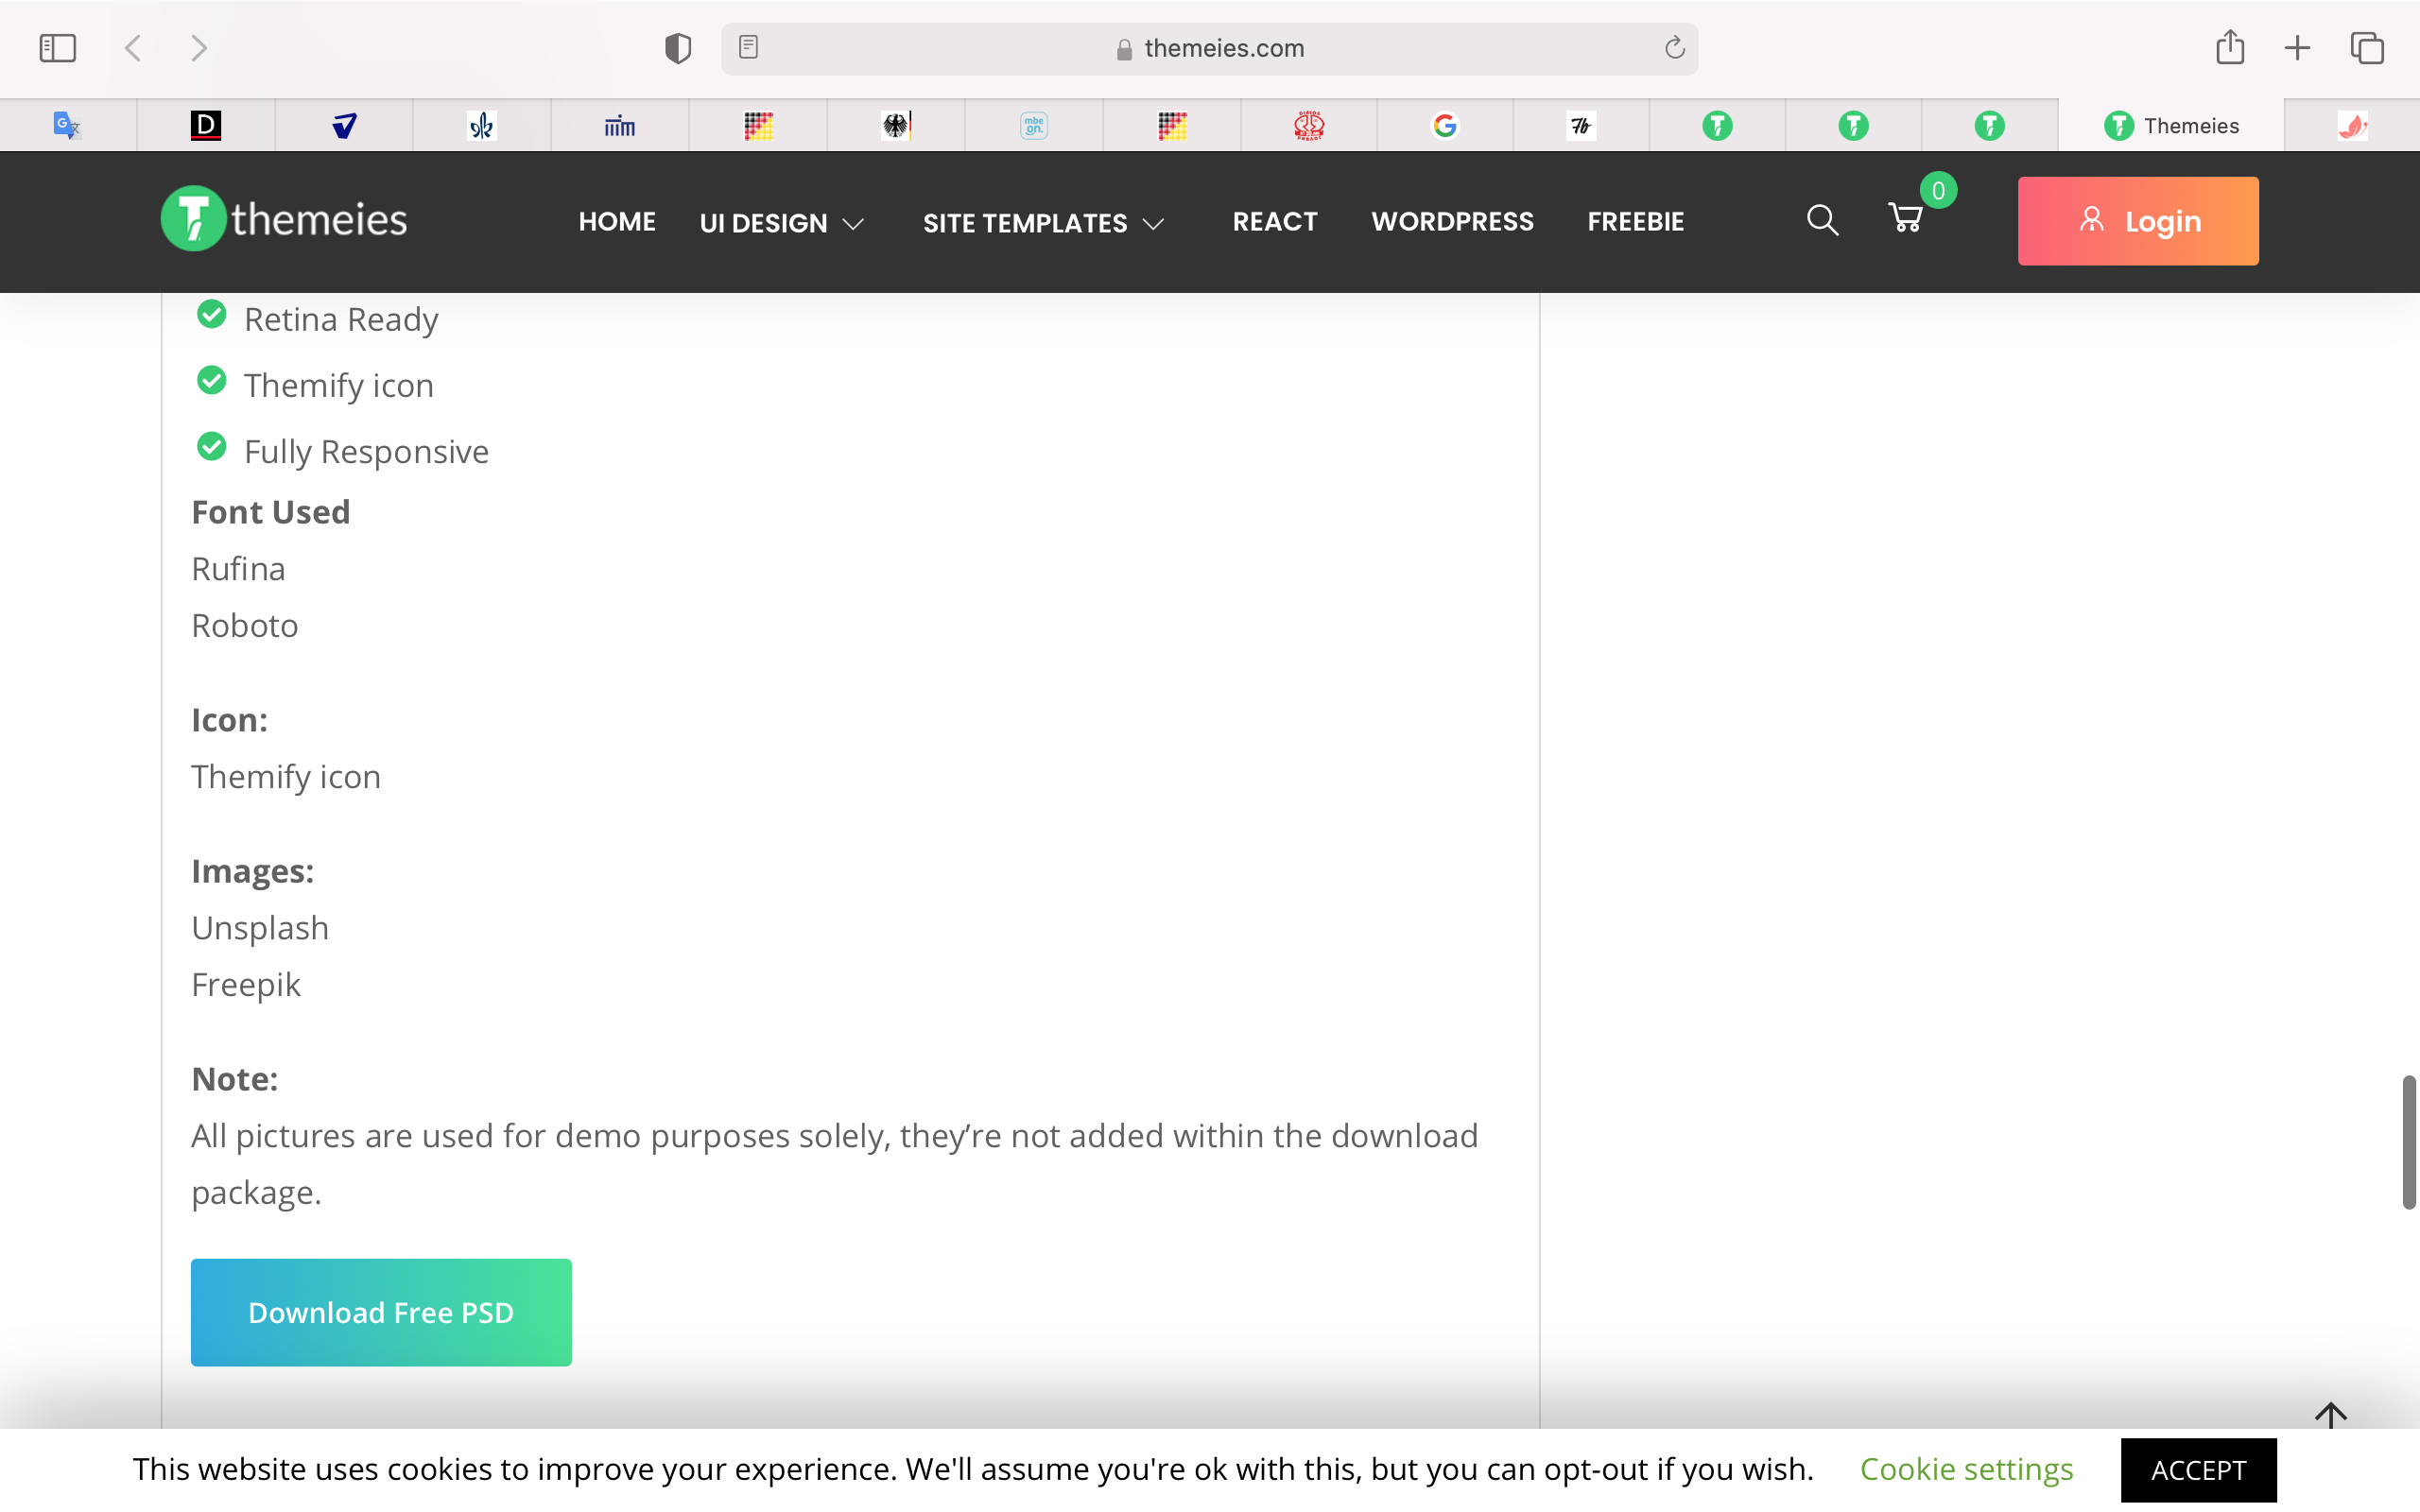 themeies.com
Themeies
themeies
HOME
UI DESIGN
SITE TEMPLATES
REACT
WORDPRESS
FREEBIE
0
Login
Retina Ready
Themify icon
Fully Responsive
Font Used
Rufina
Roboto
Icon:
Themify icon
Images:
Unsplash
Freepik
Note:
All pictures are used for demo purposes solely, they’re not added within the download
package.
Download Free PSD
This website uses cookies to improve your experience. We'll assume you're ok with this, but you can opt-out if you wish.
Cookie settings
ACCEPT